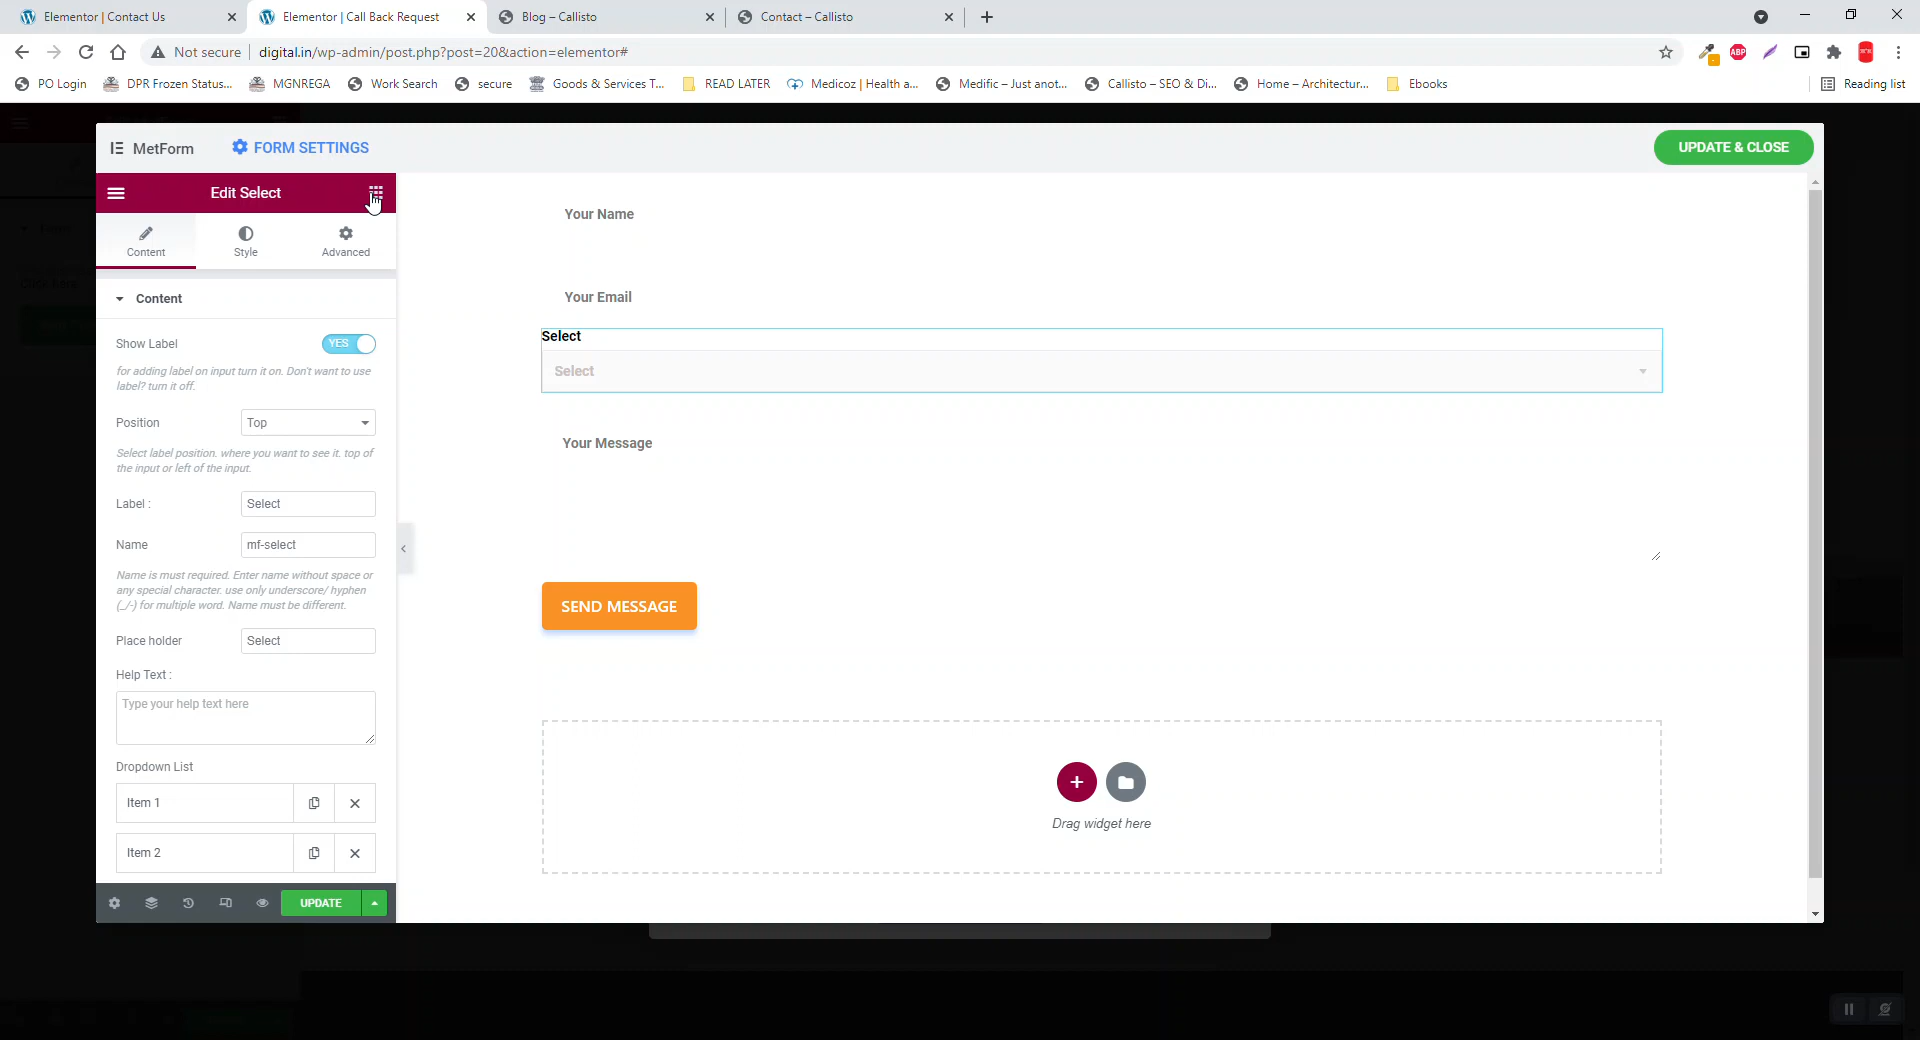 Elementor | Contact Us
Elementor | Call Back Request
Blog – Callisto
Contact – Callisto
Not secure
digital.in/wp-admin/post.php?post=20&action=elementor#
ABP
PO Login
DPR Frozen Status...
MGNREGA
Work Search
secure
Goods & Services T...
READ LATER
Medicoz | Health a...
Medific – Just anot...
Callisto – SEO & Di...
Home – Architectur...
Ebooks
Reading list
MetForm
FORM SETTINGS
UPDATE & CLOSE
Edit Select
Content
Style
Advanced
Content
Show Label
YES
for adding label on input turn it on. Don't want to use
label? turn it off.
Position
Top
Select label position. where you want to see it. top of
the input or left of the input.
Label :
Select
Name
mf-select
Name is must required. Enter name without space or
any special character. use only underscore/ hyphen
(_/-) for multiple word. Name must be different.
Place holder
Select
Help Text :
Type your help text here
Dropdown List
Item 1
Item 2
UPDATE
Your Name
Your Email
Select
Select
Your Message
SEND MESSAGE
Drag widget here